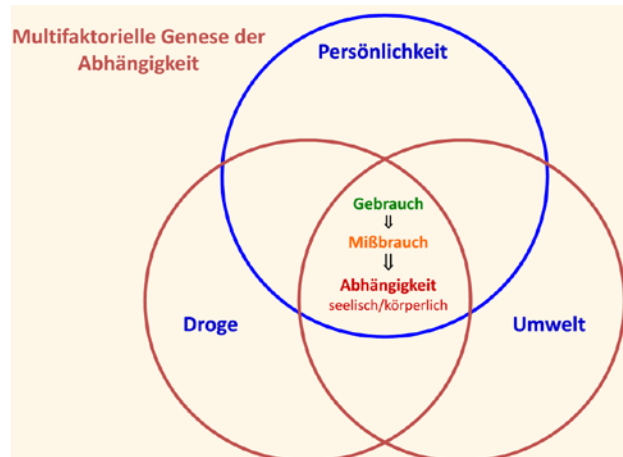 Multifaktorielle Genese der
Abhängigkeit
Persönlichkeit
Gebrauch
⇓
Mißbrauch
⇓
Abhängigkeit
seelisch/körperlich
Droge
Umwelt